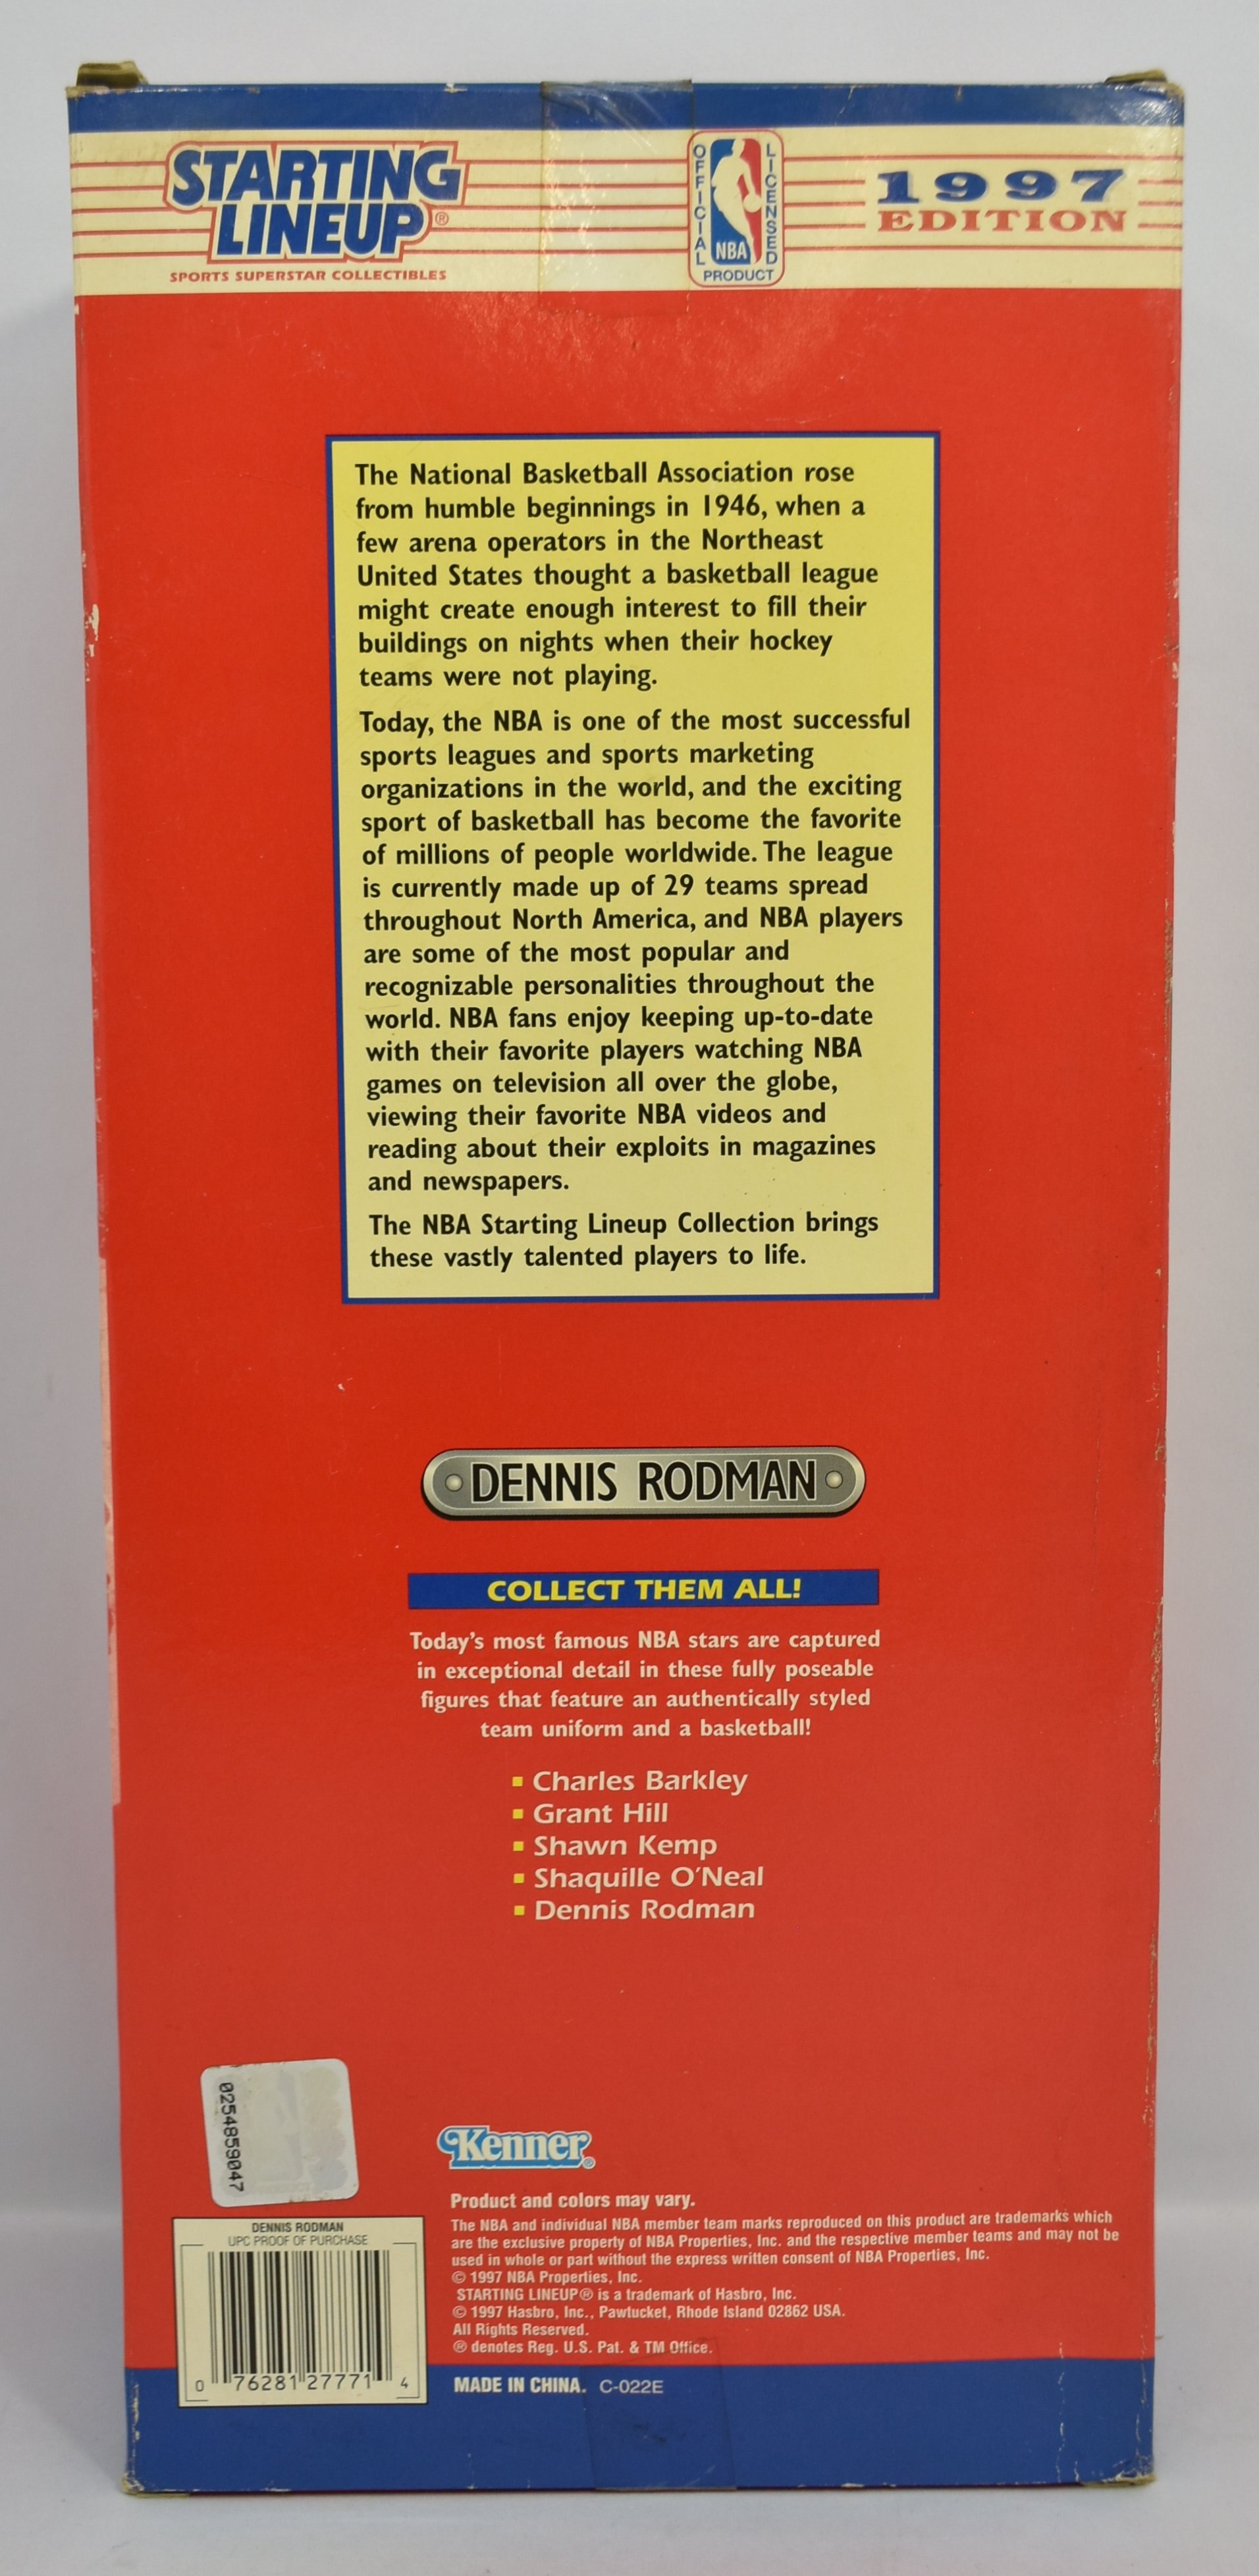 STARTING
LINEUP®
SPORTS SUPERSTAR COLLECTIBLES
OFFICIAL
LICENSED
NBA
PRODUCT
1997
EDITION
The National Basketball Association rose
from humble beginnings in 1946, when a
few arena operators in the Northeast
United States thought a basketball league
might create enough interest to fill their
buildings on nights when their hockey
teams were not playing.
Today, the NBA is one of the most successful
sports leagues and sports marketing
organizations in the world, and the exciting
sport of basketball has become the favorite
of millions of people worldwide. The league
is currently made up of 29 teams spread
throughout North America, and NBA players
are some of the most popular and
recognizable personalities throughout the
world. NBA fans enjoy keeping up-to-date
with their favorite players watching NBA
games on television all over the globe,
viewing their favorite NBA videos and
reading about their exploits in magazines
and newspapers.
The NBA Starting Lineup Collection brings
these vastly talented players to life.
DENNIS RODMAN
COLLECT THEM ALL!
Today's most famous NBA stars are captured
in exceptional detail in these fully poseable
figures that feature an authentically styled
team uniform and a basketball!
▪ Charles Barkley
▪ Grant Hill
▪ Shawn Kemp
▪ Shaquille O'Neal
▪ Dennis Rodman
0254859047
DENNIS RODMAN
UPC PROOF OF PURCHASE
0 76281 27771 4
Kenner®
Product and colors may vary.
The NBA and individual NBA member team marks reproduced on this product are trademarks which
are the exclusive property of NBA Properties, Inc. and the respective member teams and may not be
used in whole or part without the express written consent of NBA Properties, Inc.
© 1997 NBA Properties, Inc.
STARTING LINEUP® is a trademark of Hasbro, Inc.
© 1997 Hasbro, Inc., Pawtucket, Rhode Island 02862 USA.
All Rights Reserved.
® denotes Reg. U.S. Pat. & TM Office.
MADE IN CHINA. C-022E